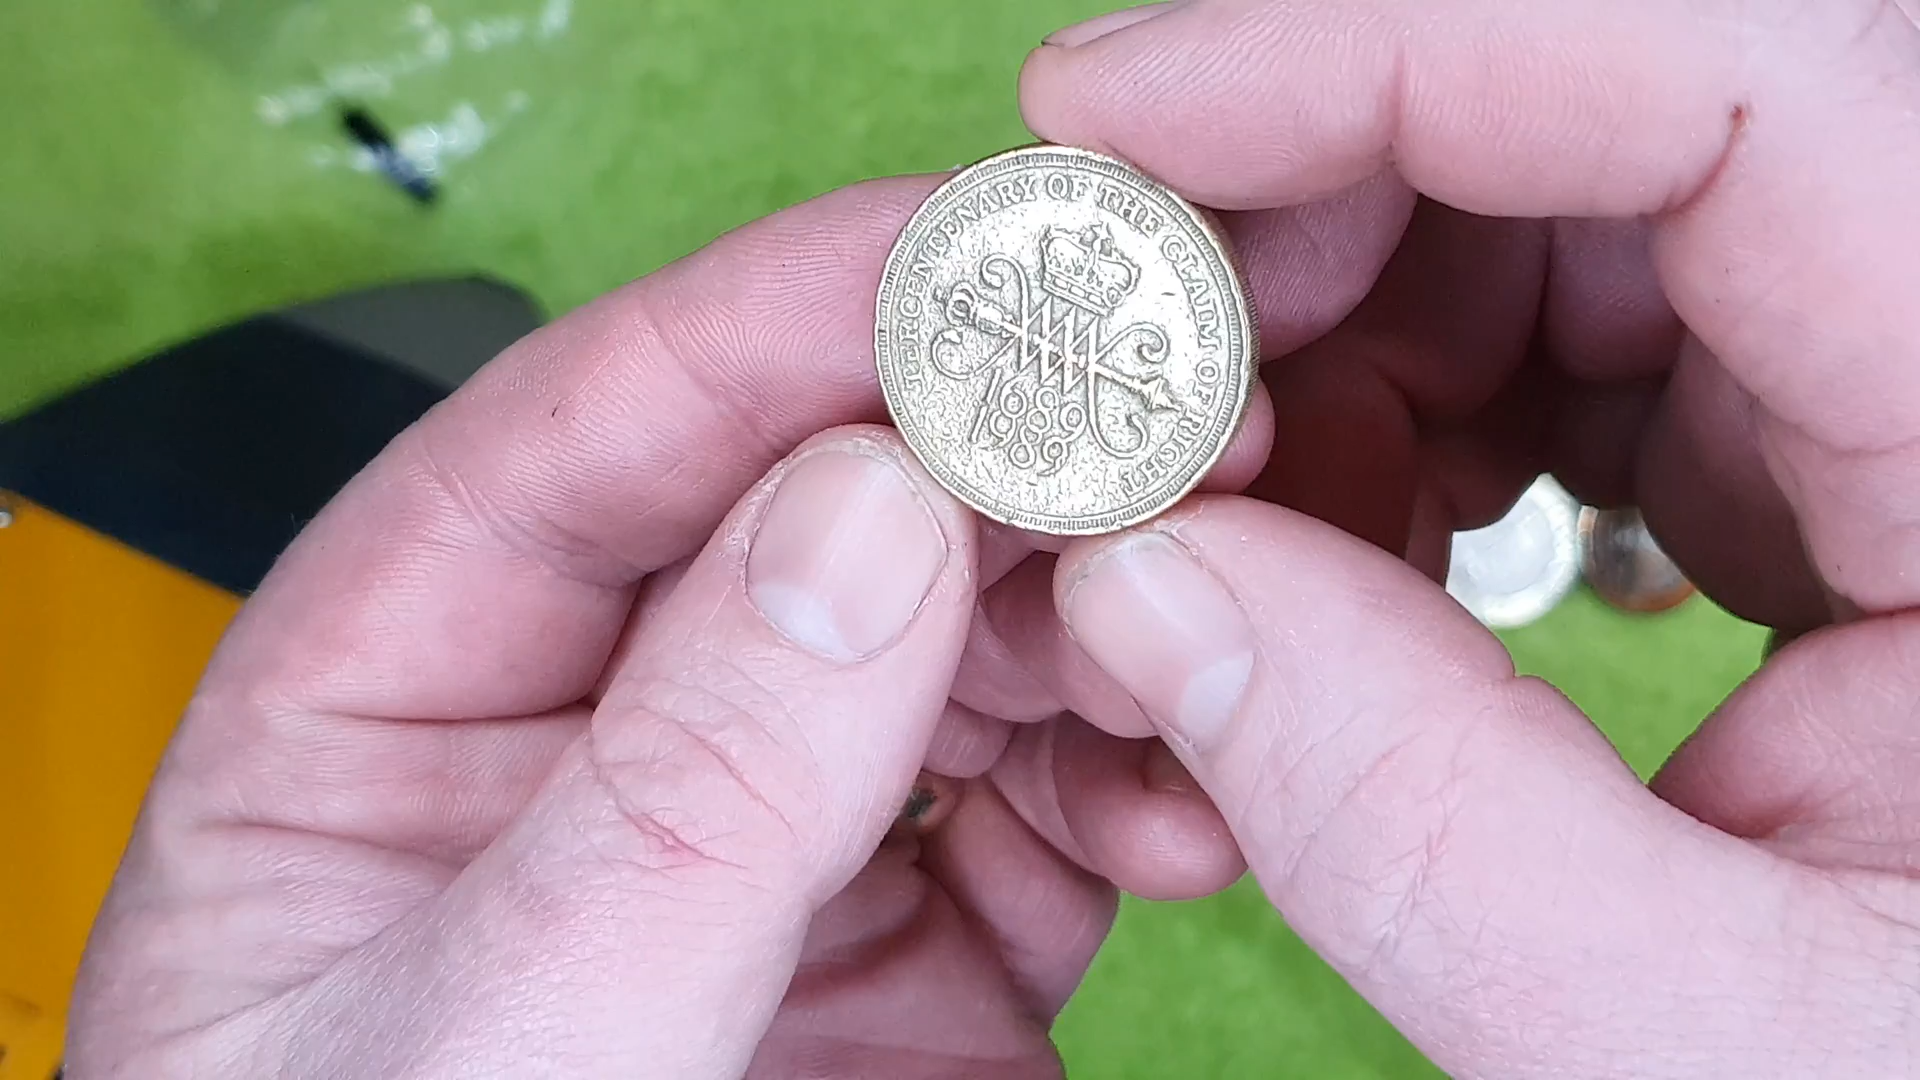 TERCENTENARY OF THE CLAIM OF RIGHT
1689
1989